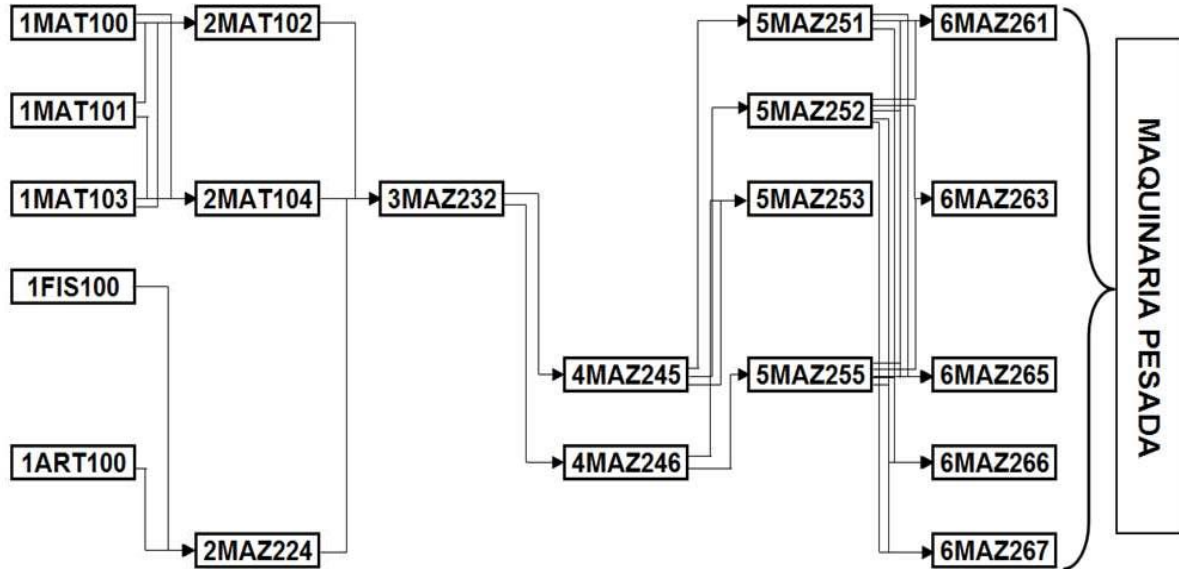 1MAT100
2MAT102
5MAZ251
6MAZ261
1MAT101
5MAZ252
1MAT103
2MAT104
3MAZ232
5MAZ253
6MAZ263
1FIS100
4MAZ245
5MAZ255
6MAZ265
1ART100
4MAZ246
6MAZ266
2MAZ224
6MAZ267
MAQUINARIA PESADA